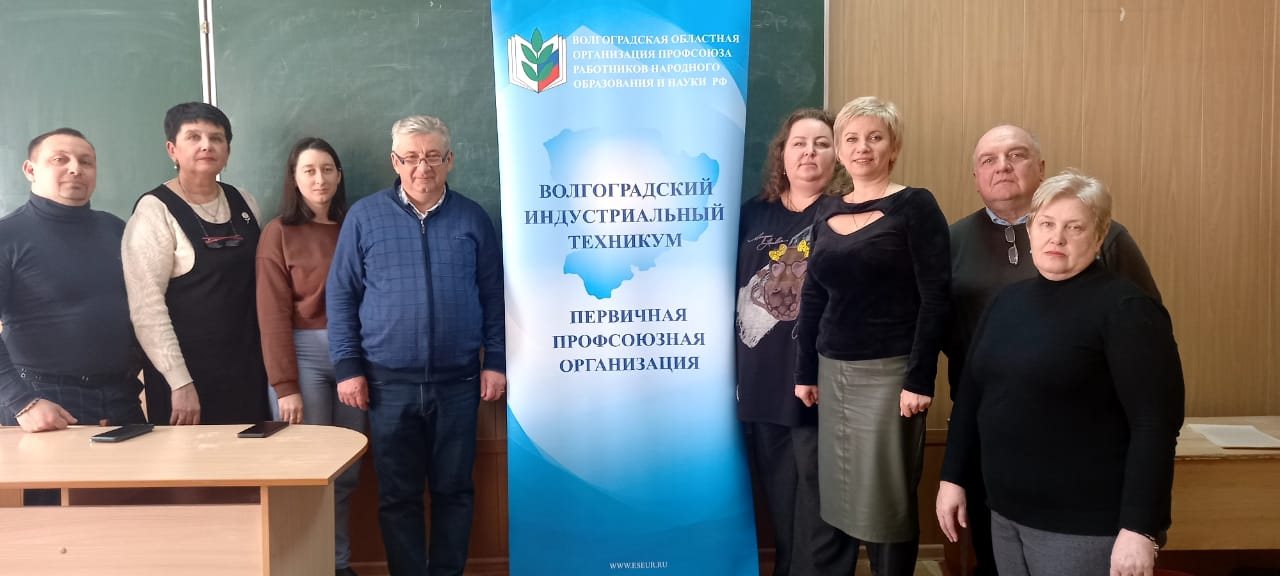 ВОЛГОГРАДСКАЯ ОБЛАСТНАЯ
ОРГАНИЗАЦИЯ ПРОФСОЮЗА
РАБОТНИКОВ НАРОДНОГО
ОБРАЗОВАНИЯ И НАУКИ РФ
ВОЛГОГРАДСКИЙ
ИНДУСТРИАЛЬНЫЙ
ТЕХНИКУМ
ПЕРВИЧНАЯ
ПРОФСОЮЗНАЯ
ОРГАНИЗАЦИЯ
WWW.ESEUR.RU